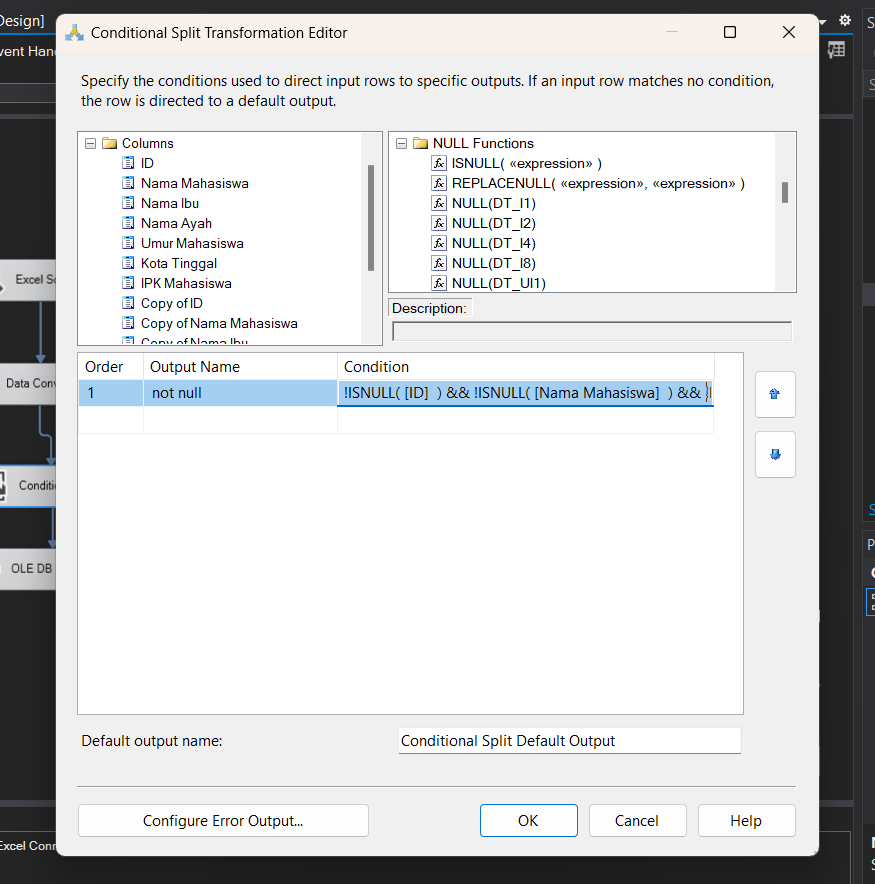 Design]
Conditional Split Transformation Editor
Specify the conditions used to direct input rows to specific outputs. If an input row matches no condition,
the row is directed to a default output.
Columns
ID
Nama Mahasiswa
Nama Ibu
Nama Ayah
Umur Mahasiswa
Kota Tinggal
IPK Mahasiswa
Copy of ID
Copy of Nama Mahasiswa
Copy of Nama Ibu
NULL Functions
ISNULL( «expression» )
REPLACENULL( «expression», «expression» )
NULL(DT_I1)
NULL(DT_I2)
NULL(DT_I4)
NULL(DT_I8)
NULL(DT_UI1)
Description:
Order Output Name Condition
1 not null !ISNULL( [ID] ) && !ISNULL( [Nama Mahasiswa] ) &&
Default output name: Conditional Split Default Output
Configure Error Output... OK Cancel Help
vent Han
Excel So
Data Conv
Conditi
OLE DB
Excel Conn